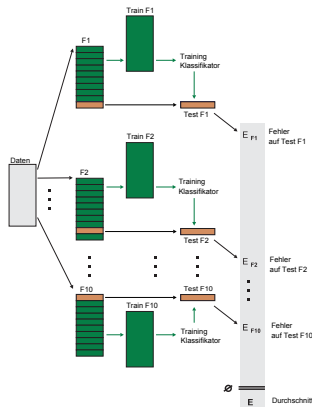 Train F1
F1
Training
Klassifikator
Test F1
E F1
Fehler
auf Test F1
Daten
Train F2
F2
Training
Klassifikator
Test F2
E F2
Fehler
auf Test F2
F10
Test F10
Train F10
Training
Klassifikator
E F10
Fehler
auf Test F10
Ø
E
Durchschnitt